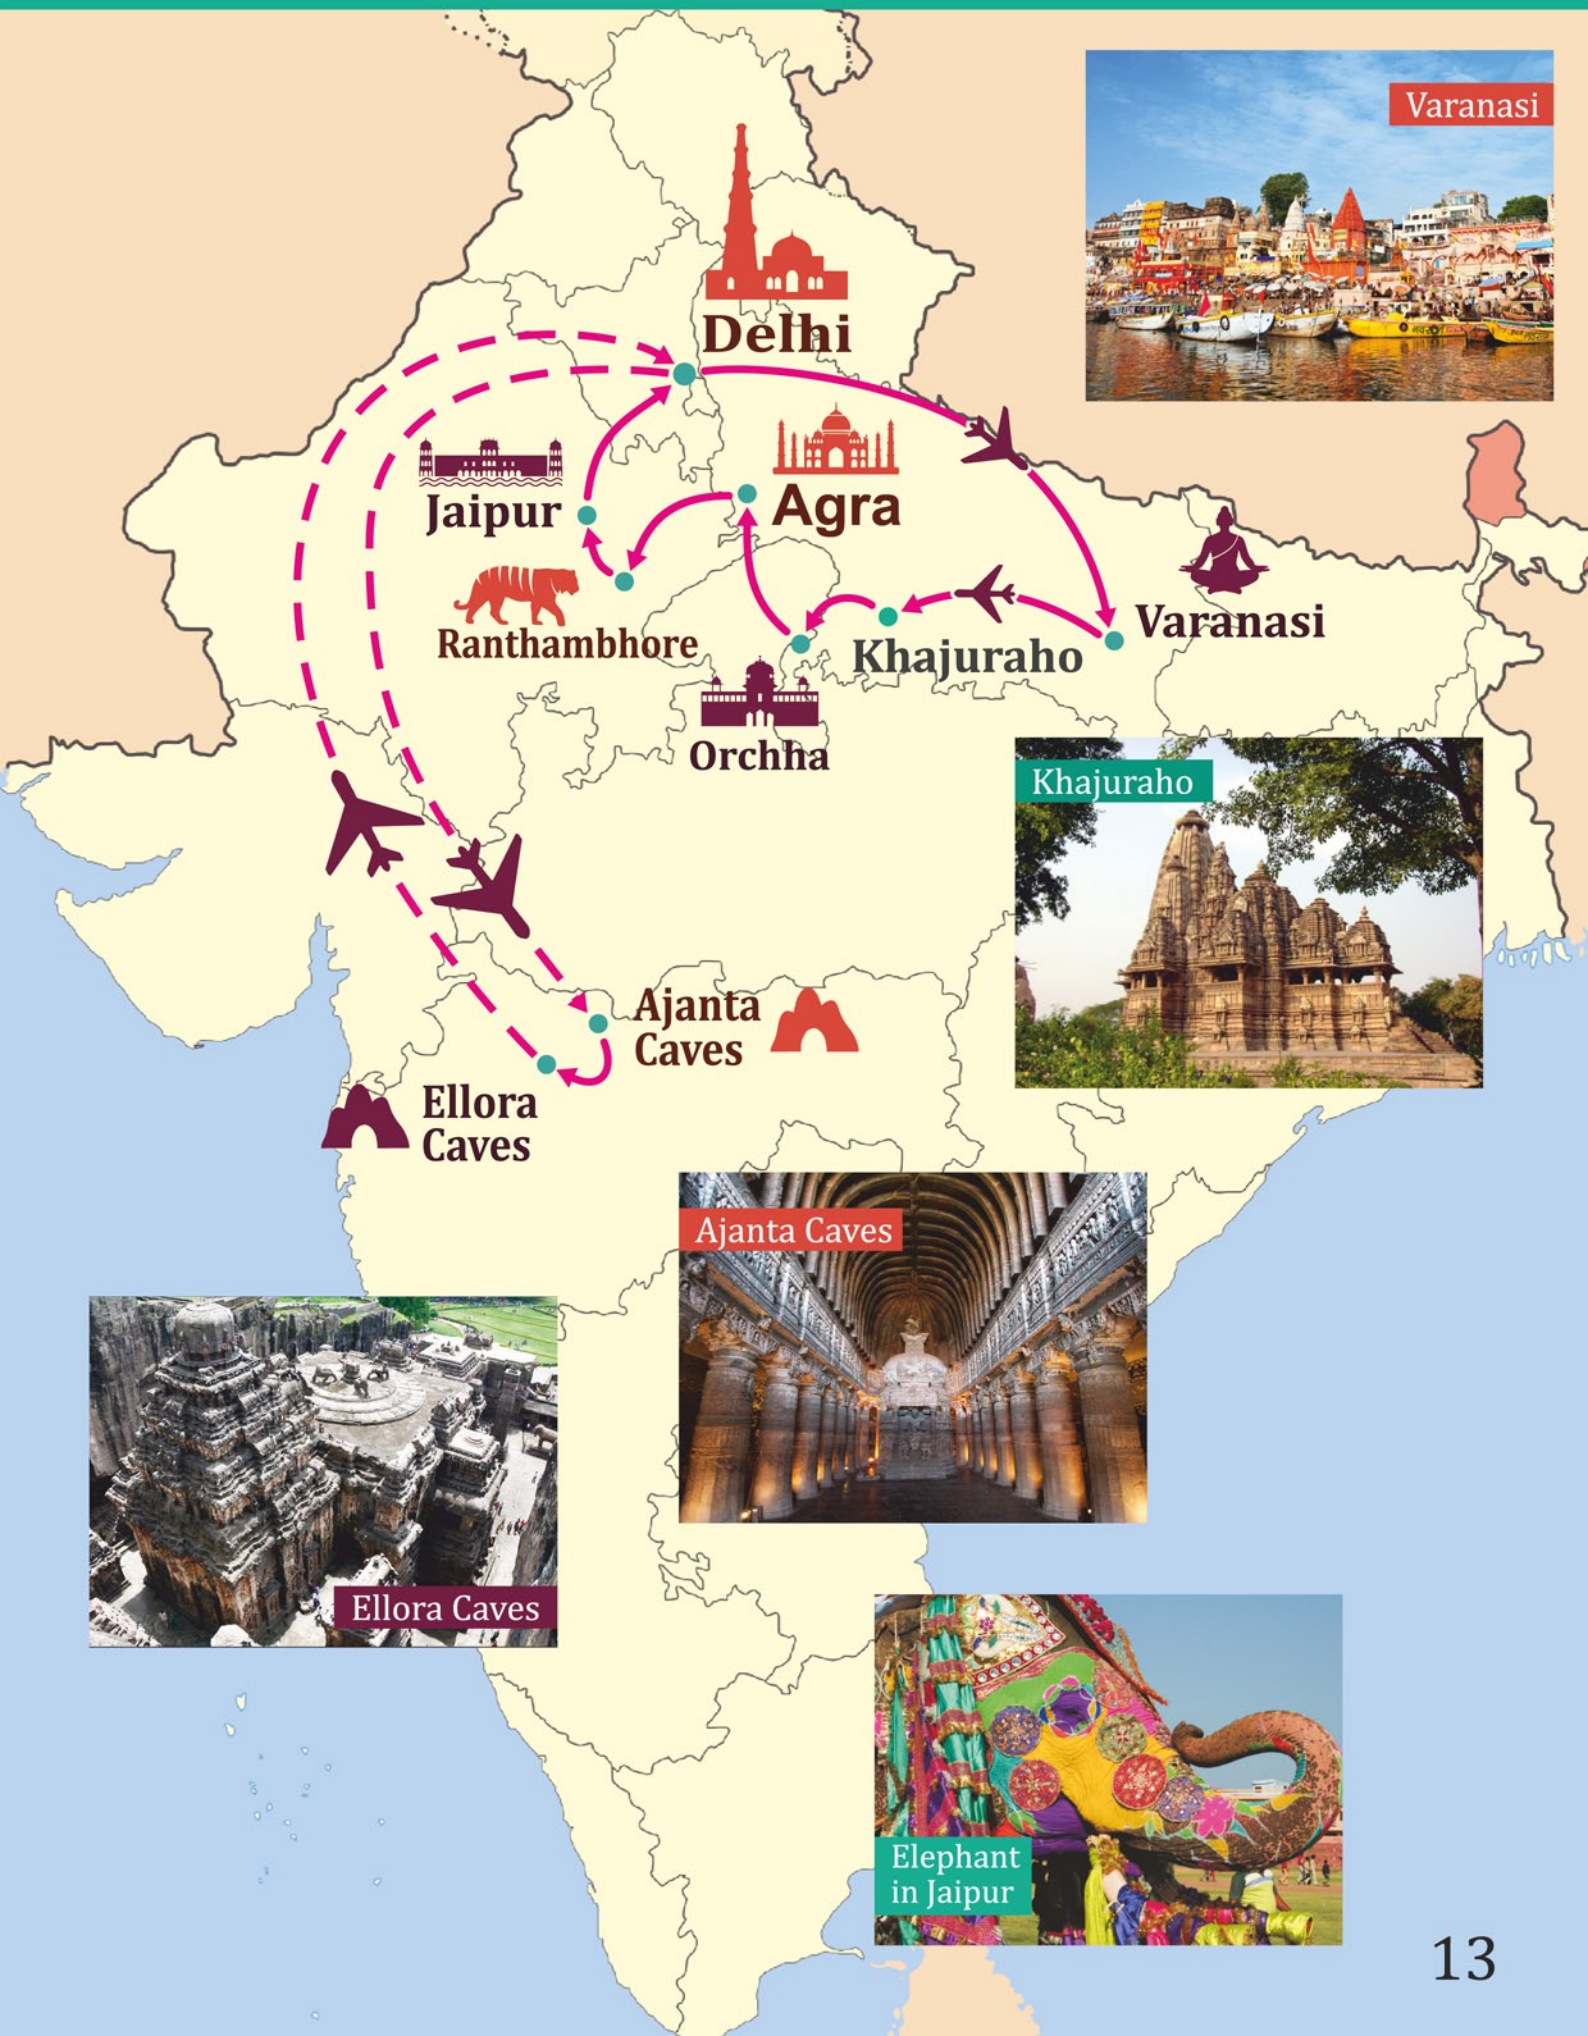 Varanasi
Delhi
Jaipur
Agra
Ranthambhore
Varanasi
Khajuraho
Orchha
Khajuraho
Ajanta
Caves
Ellora
Caves
Ajanta Caves
Ellora Caves
Elephant
in Jaipur
13